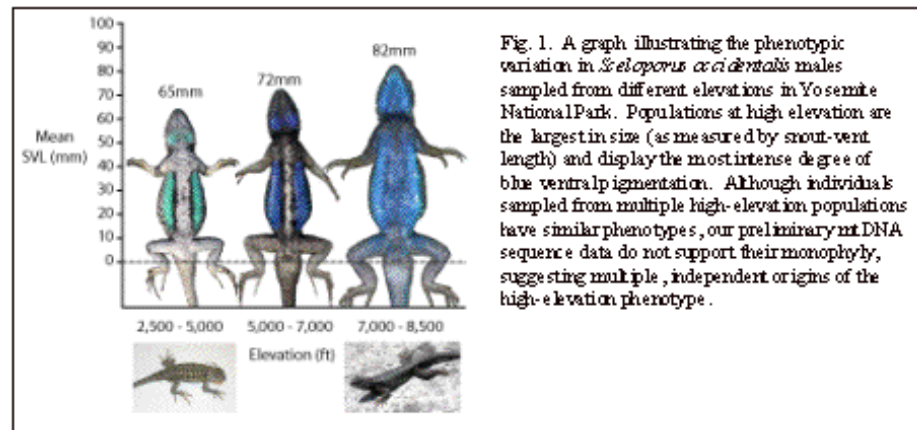 100
90
80
70
60
50
40
30
20
10
0
Mean
SVL (mm)
65mm
72mm
82mm
2,500 - 5,000
5,000 - 7,000
7,000 - 8,500
Elevation (ft)
Fig. 1. A graph illustrating the phenotypic
variation in Sceloporus occidentalis males
sampled from different elevations in Yosemite
National Park. Populations at high elevation are
the largest in size (as measured by snout-vent
length) and display the most intense degree of
blue ventral pigmentation. Although individuals
sampled from multiple high-elevation populations
have similar phenotypes, our preliminary mtDNA
sequence data do not support their monophyly,
suggesting multiple, independent origins of the
high-elevation phenotype.